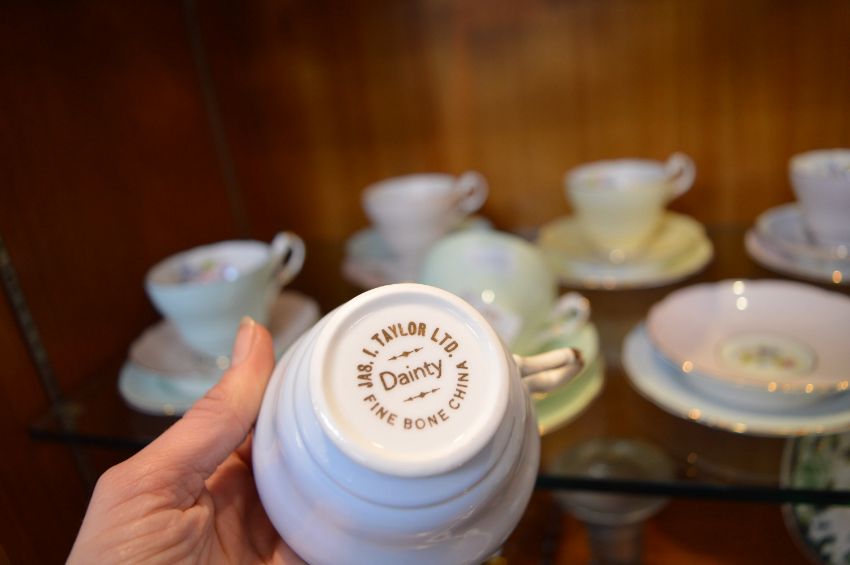 JAS. I. TAYLOR LTD.
Dainty
FINE BONE CHINA